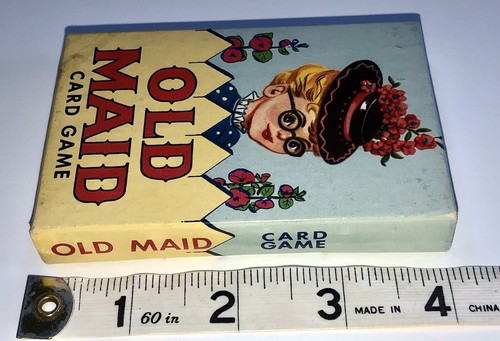 OLD
MAID
CARD GAME
OLD MAID
CARD
GAME
1 60 in 2 3 MADE IN 4 CHINA